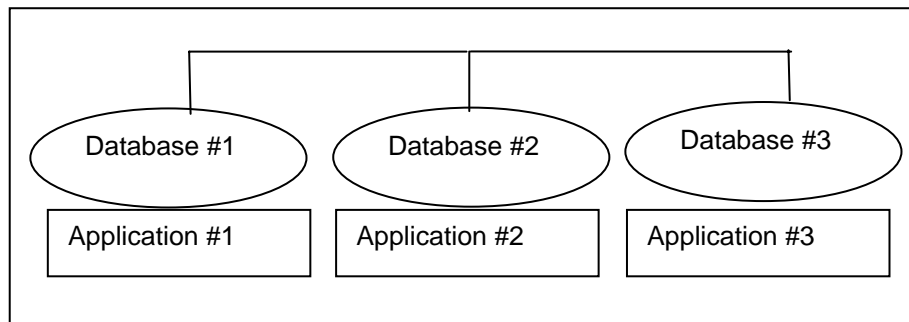 Database #1
Database #2
Database #3
Application #1
Application #2
Application #3